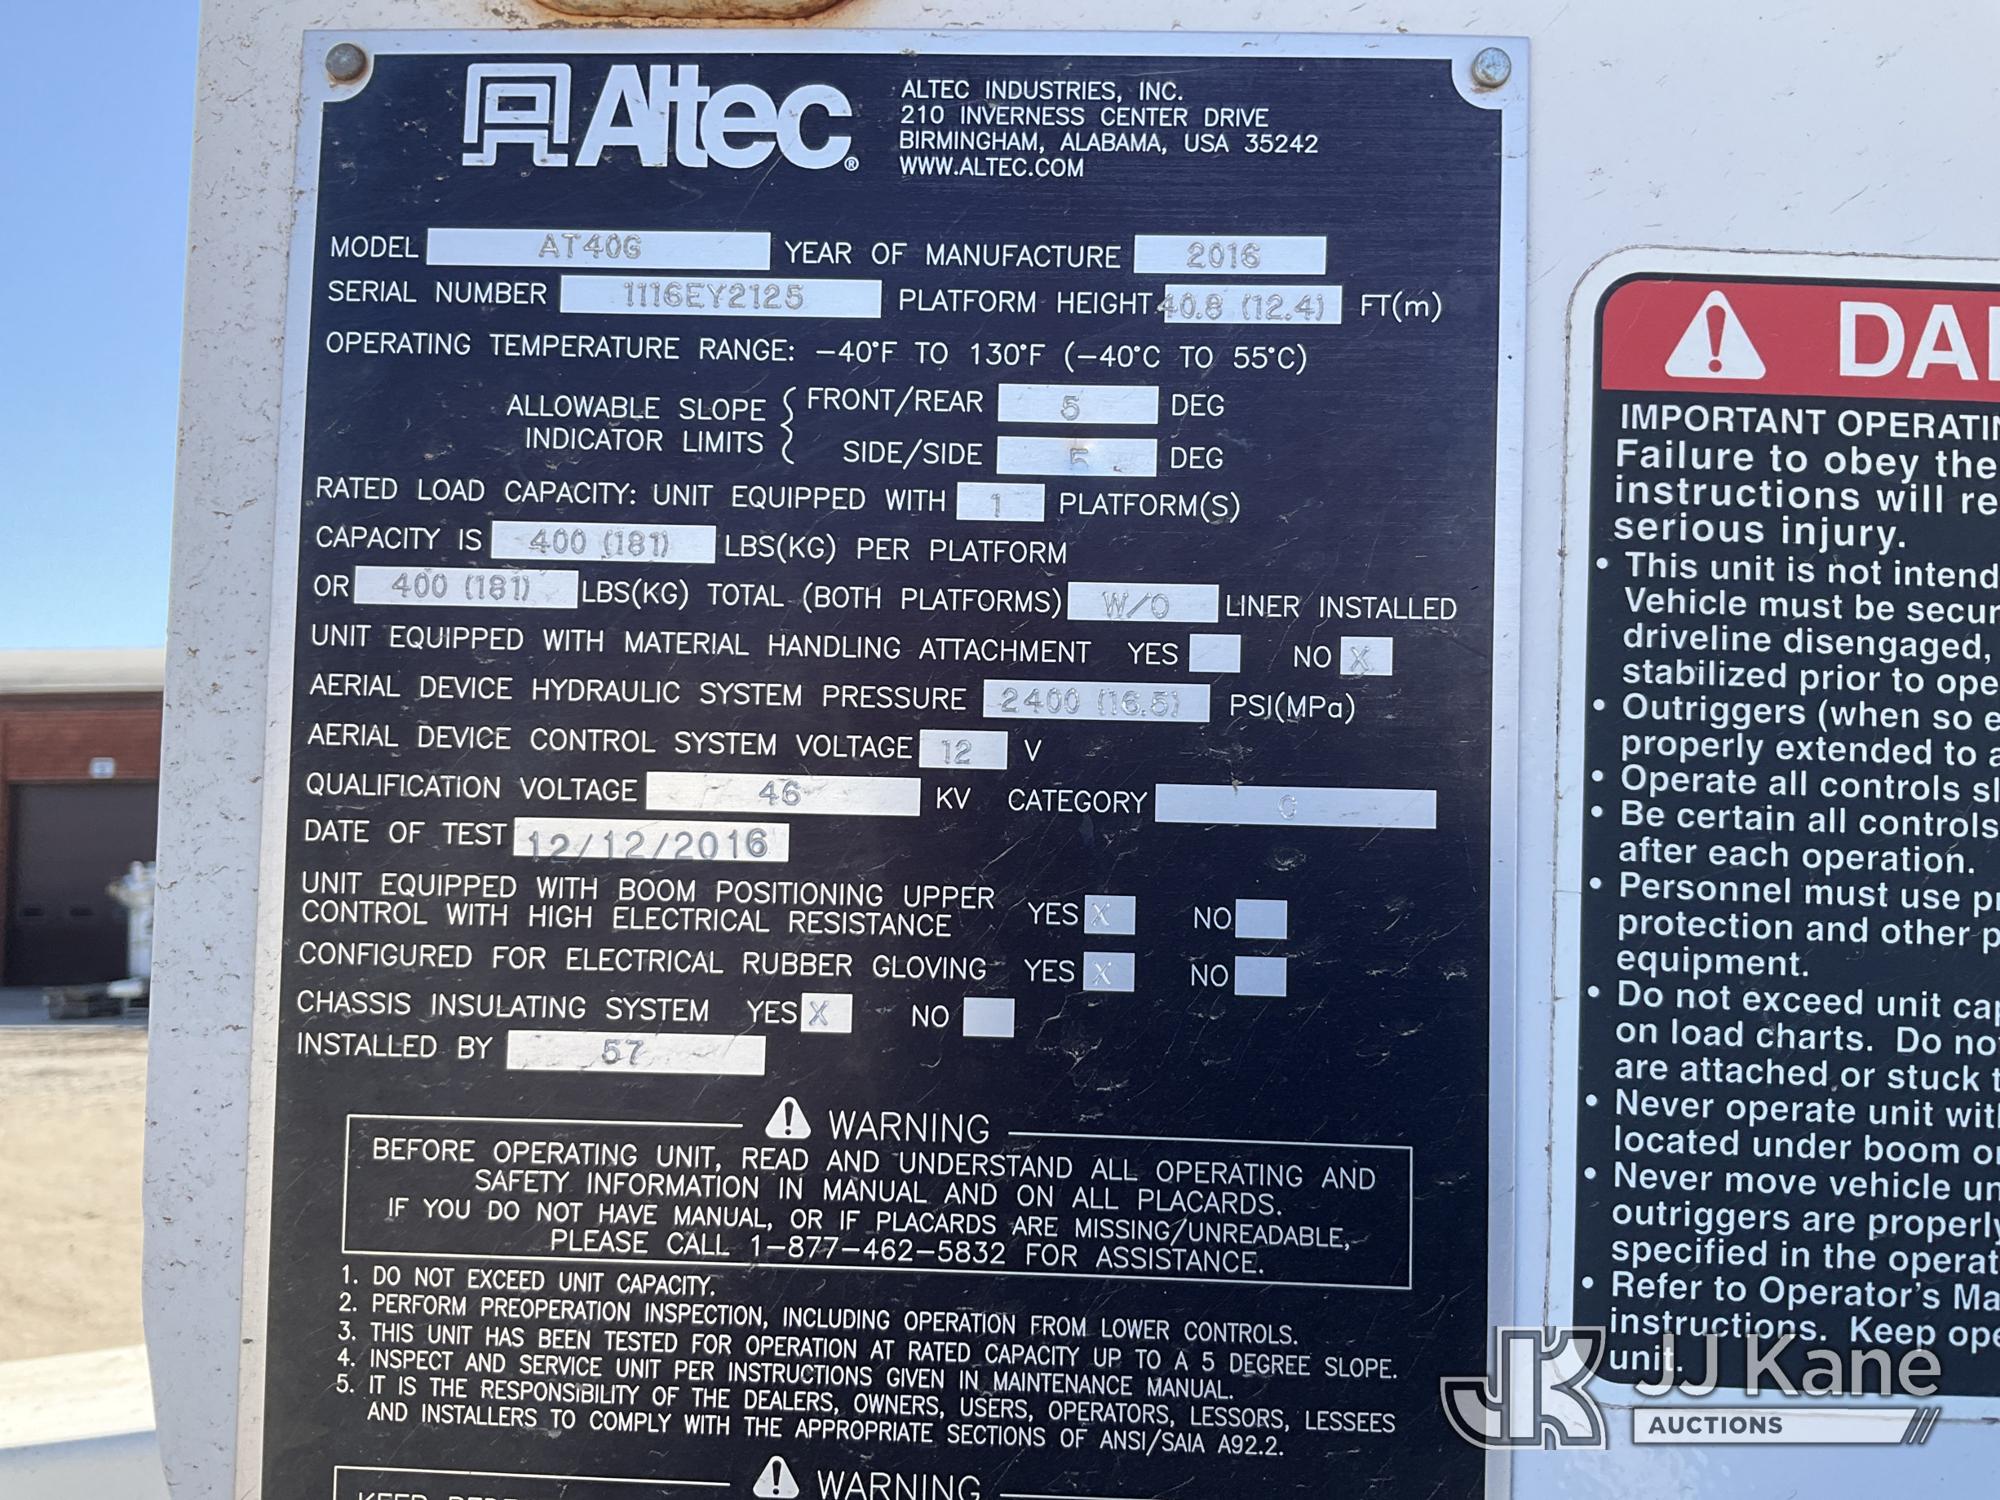 Altec®
ALTEC INDUSTRIES, INC.
210 INVERNESS CENTER DRIVE
BIRMINGHAM, ALABAMA, USA 35242
WWW.ALTEC.COM
MODEL AT40G YEAR OF MANUFACTURE 2016
SERIAL NUMBER 1116EY2125 PLATFORM HEIGHT 40.8 (12.4) FT(m)
OPERATING TEMPERATURE RANGE: −40°F TO 130°F (−40°C TO 55°C)
ALLOWABLE SLOPE INDICATOR LIMITS FRONT/REAR 5 DEG
SIDE/SIDE 5 DEG
RATED LOAD CAPACITY: UNIT EQUIPPED WITH 1 PLATFORM(S)
CAPACITY IS 400 (181) LBS(KG) PER PLATFORM
OR 400 (181) LBS(KG) TOTAL (BOTH PLATFORMS) W/O LINER INSTALLED
UNIT EQUIPPED WITH MATERIAL HANDLING ATTACHMENT YES NO X
AERIAL DEVICE HYDRAULIC SYSTEM PRESSURE 2400 (16.5) PSI(MPa)
AERIAL DEVICE CONTROL SYSTEM VOLTAGE 12 V
QUALIFICATION VOLTAGE 46 KV CATEGORY C
DATE OF TEST 12/12/2016
UNIT EQUIPPED WITH BOOM POSITIONING UPPER
CONTROL WITH HIGH ELECTRICAL RESISTANCE YES X NO
CONFIGURED FOR ELECTRICAL RUBBER GLOVING YES X NO
CHASSIS INSULATING SYSTEM YES X NO
INSTALLED BY 57
WARNING
BEFORE OPERATING UNIT, READ AND UNDERSTAND ALL OPERATING AND
SAFETY INFORMATION IN MANUAL AND ON ALL PLACARDS.
IF YOU DO NOT HAVE MANUAL, OR IF PLACARDS ARE MISSING/UNREADABLE,
PLEASE CALL 1−877−462−5832 FOR ASSISTANCE.
1. DO NOT EXCEED UNIT CAPACITY.
2. PERFORM PREOPERATION INSPECTION, INCLUDING OPERATION FROM LOWER CONTROLS.
3. THIS UNIT HAS BEEN TESTED FOR OPERATION AT RATED CAPACITY UP TO A 5 DEGREE SLOPE.
4. INSPECT AND SERVICE UNIT PER INSTRUCTIONS GIVEN IN MAINTENANCE MANUAL.
5. IT IS THE RESPONSIBILITY OF THE DEALERS, OWNERS, USERS, OPERATORS, LESSORS, LESSEES
AND INSTALLERS TO COMPLY WITH THE APPROPRIATE SECTIONS OF ANSI/SAIA A92.2.
WARNING
IMPORTANT
Failure to obey the
instructions will
serious injury.
• This unit is not
Vehicle must be
driveline disengaged,
stabilized prior to
• Outriggers (when so
properly extended to
• Operate all controls
• Be certain all controls
after each operation.
• Personnel must use
protection and other
equipment.
• Do not exceed unit
on load charts. Do
are attached or stuck
• Never operate unit
located under boom
• Never move vehicle
outriggers are properly
specified in the
• Refer to Operator's
instructions. Keep
unit.
JJ Kane
AUCTIONS